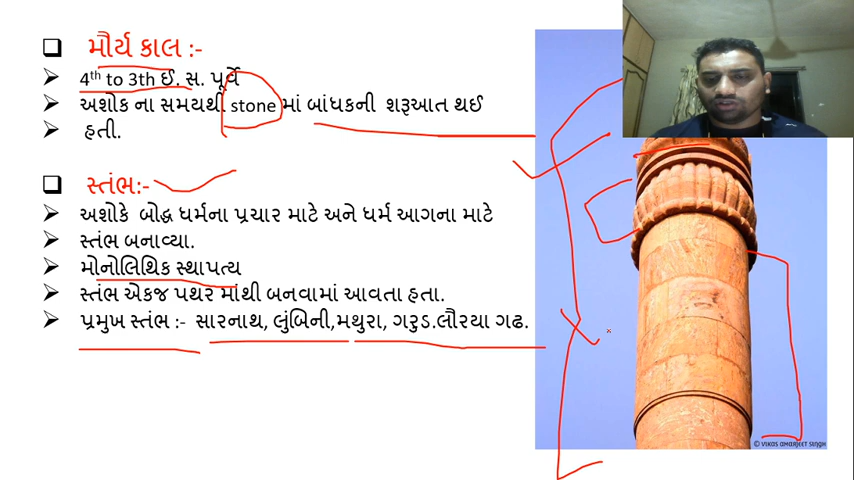 મૌર્ય કાલ :-
4th to 3th ઈ. સ. પૂર્વે
અશોક ના સમયથી stone માં બાંધકની શરૂઆત થઈ
હતી.
સ્તંભ:-
અશોકે બોદ્ધ ધર્મના પ્રચાર માટે અને ધર્મ આગના માટે
સ્તંભ બનાવ્યા.
મોનોલિથિક સ્થાપત્ય
સ્તંભ એકજ પથર માંથી બનવામાં આવતા હતા.
પ્રમુખ સ્તંભ :- સારનાથ, લુંબિની,મથુરા, ગરુડ.લૌરયા ગઢ.
© VIKAS AMARJEET SINGH